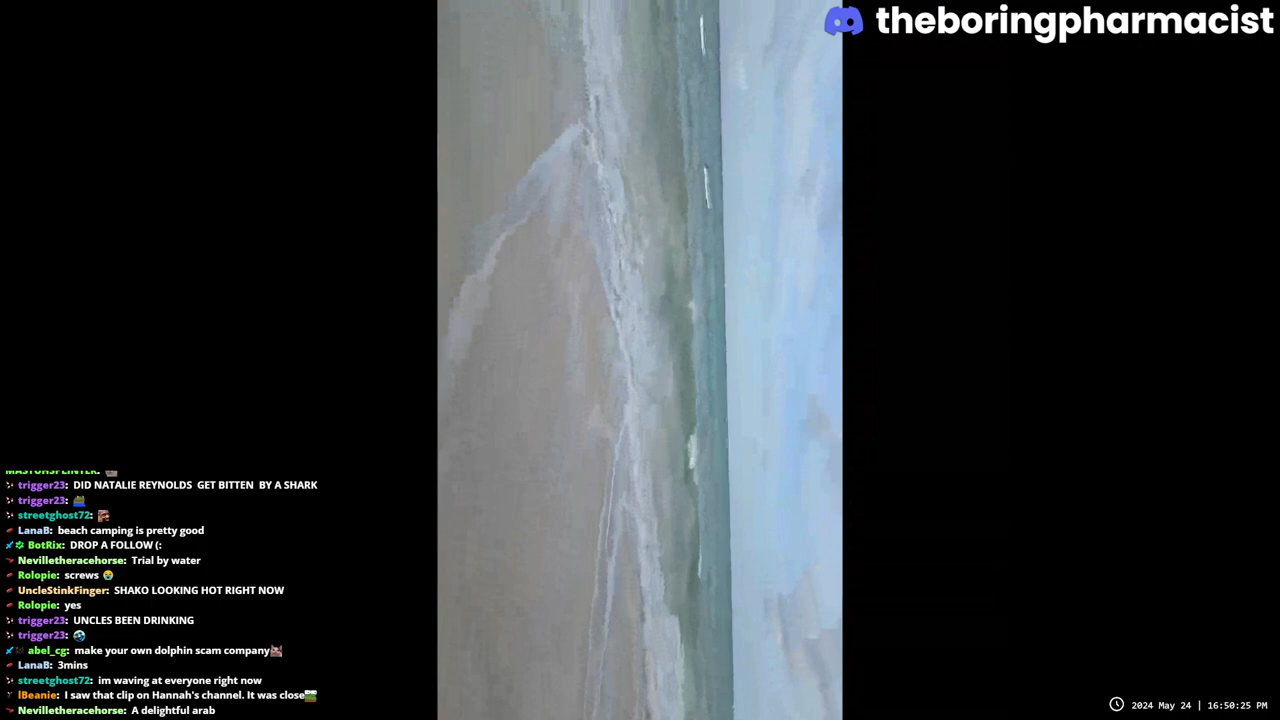 theboringpharmacist
MASTUHSPLINTER:
trigger23: DID NATALIE REYNOLDS GET BITTEN BY A SHARK
trigger23:
streetghost72:
LanaB: beach camping is pretty good
BotRix: DROP A FOLLOW (:
Nevilletheracehorse: Trial by water
Rolopie: screws 😭
UncleStinkFinger: SHAKO LOOKING HOT RIGHT NOW
Rolopie: yes
trigger23: UNCLES BEEN DRINKING
trigger23:
abel_cg: make your own dolphin scam company
LanaB: 3mins
streetghost72: im waving at everyone right now
lBeanie: I saw that clip on Hannah's channel. It was close
Nevilletheracehorse: A delightful arab
2024 May 24 | 16:50:25 PM